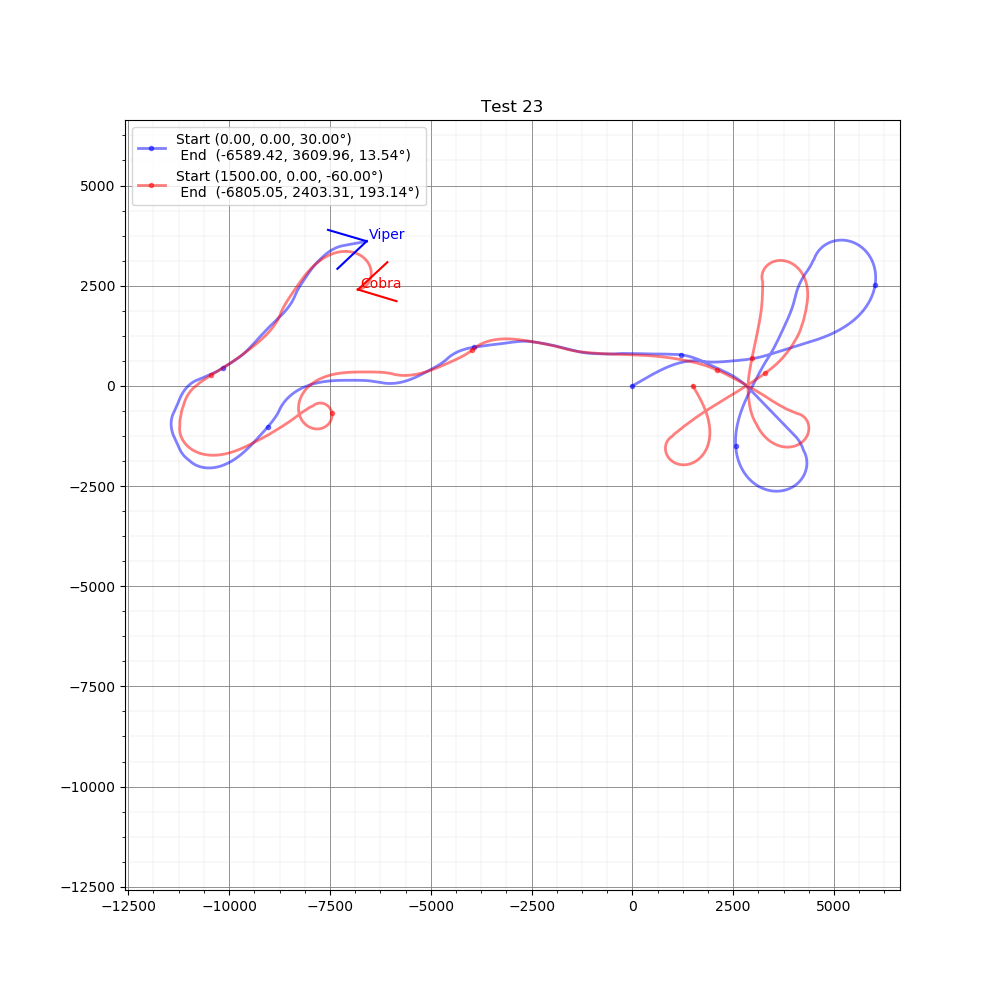 Test 23
Start (0.00, 0.00, 30.00°)
End (-6589.42, 3609.96, 13.54°)
Start (1500.00, 0.00, -60.00°)
End (-6805.05, 2403.31, 193.14°)
5000
2500
0
−2500
−5000
−7500
−10000
−12500
Viper
Cobra
−12500 −10000 −7500 −5000 −2500 0 2500 5000